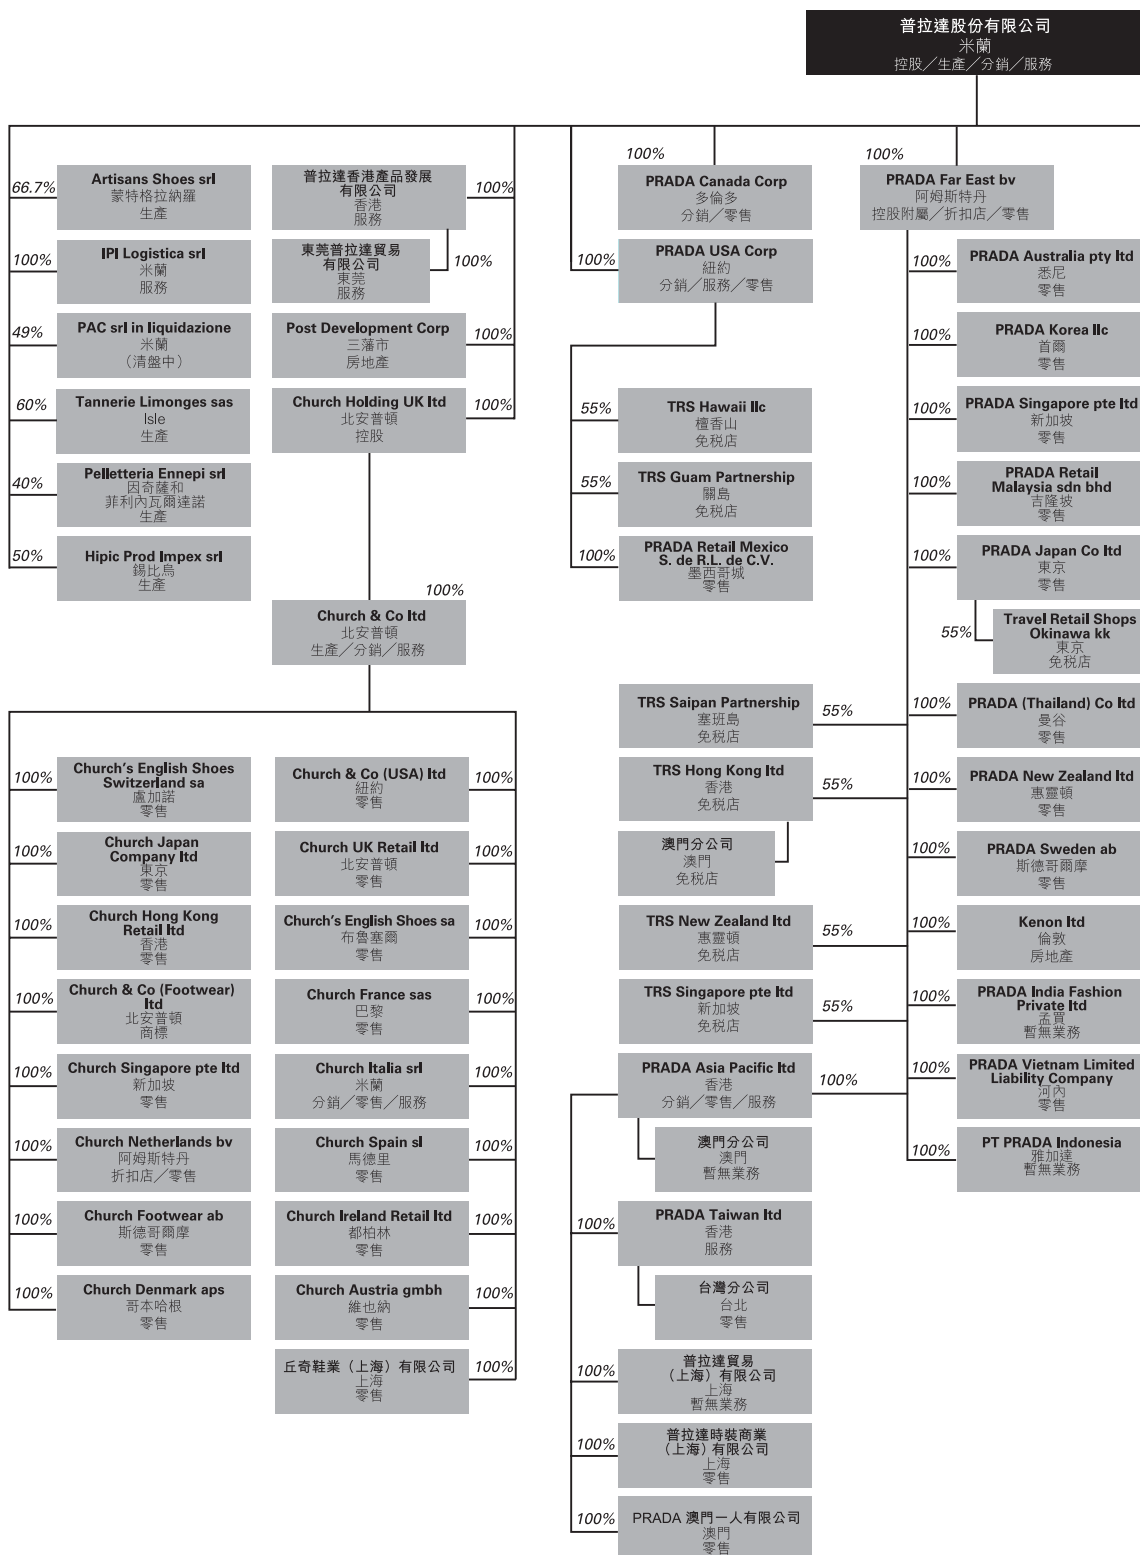 普拉達股份有限公司
米蘭
控股／生產／分銷／服務
66.7%
Artisans Shoes srl
蒙特格拉納羅
生產
100%
IPI Logistica srl
米蘭
服務
49%
PAC srl in liquidazione
米蘭
（清盤中）
60%
Tannerie Limonges sas
Isle
生產
40%
Pelletteria Ennepi srl
因奇薩和
菲利內瓦爾達諾
生產
50%
Hipic Prod Impex srl
錫比烏
生產
普拉達香港產品發展
有限公司
香港
服務
100%
東莞普拉達貿易
有限公司
東莞
服務
100%
Post Development Corp
三藩市
房地產
100%
Church Holding UK ltd
北安普頓
控股
100%
100%
Church & Co ltd
北安普頓
生產／分銷／服務
100%
Church's English Shoes
Switzerland sa
盧加諾
零售
100%
Church Japan
Company ltd
東京
零售
100%
Church Hong Kong
Retail ltd
香港
零售
100%
Church & Co (Footwear)
ltd
北安普頓
商標
100%
Church Singapore pte ltd
新加坡
零售
100%
Church Netherlands bv
阿姆斯特丹
折扣店／零售
100%
Church Footwear ab
斯德哥爾摩
零售
100%
Church Denmark aps
哥本哈根
零售
Church & Co (USA) ltd
紐約
零售
100%
Church UK Retail ltd
北安普頓
零售
100%
Church's English Shoes sa
布魯塞爾
零售
100%
Church France sas
巴黎
零售
100%
Church Italia srl
米蘭
分銷／零售／服務
100%
Church Spain sl
馬德里
零售
100%
Church Ireland Retail ltd
都柏林
零售
100%
Church Austria gmbh
維也納
零售
100%
丘奇鞋業（上海）有限公司
上海
零售
100%
100%
PRADA Canada Corp
多倫多
分銷／零售
100%
PRADA USA Corp
紐約
分銷／服務／零售
55%
TRS Hawaii llc
檀香山
免税店
55%
TRS Guam Partnership
關島
免税店
100%
PRADA Retail Mexico
S. de R.L. de C.V.
墨西哥城
零售
100%
PRADA Far East bv
阿姆斯特丹
控股附屬／折扣店／零售
100%
PRADA Australia pty ltd
悉尼
零售
100%
PRADA Korea llc
首爾
零售
100%
PRADA Singapore pte ltd
新加坡
零售
100%
PRADA Retail
Malaysia sdn bhd
吉隆坡
零售
100%
PRADA Japan Co ltd
東京
零售
55%
Travel Retail Shops
Okinawa kk
東京
免税店
100%
PRADA (Thailand) Co ltd
曼谷
零售
100%
PRADA New Zealand ltd
惠靈頓
零售
100%
PRADA Sweden ab
斯德哥爾摩
零售
100%
Kenon ltd
倫敦
房地產
100%
PRADA India Fashion
Private ltd
孟買
暫無業務
100%
PRADA Vietnam Limited
Liability Company
河內
零售
100%
PT PRADA Indonesia
雅加達
暫無業務
TRS Saipan Partnership
塞班島
免税店
55%
TRS Hong Kong ltd
香港
免税店
55%
澳門分公司
澳門
免税店
TRS New Zealand ltd
惠靈頓
免税店
55%
TRS Singapore pte ltd
新加坡
免税店
55%
PRADA Asia Pacific ltd
香港
分銷／零售／服務
100%
澳門分公司
澳門
暫無業務
100%
PRADA Taiwan ltd
香港
服務
台灣分公司
台北
零售
100%
普拉達貿易
（上海）有限公司
上海
暫無業務
100%
普拉達時裝商業
（上海）有限公司
上海
零售
100%
PRADA 澳門一人有限公司
澳門
零售